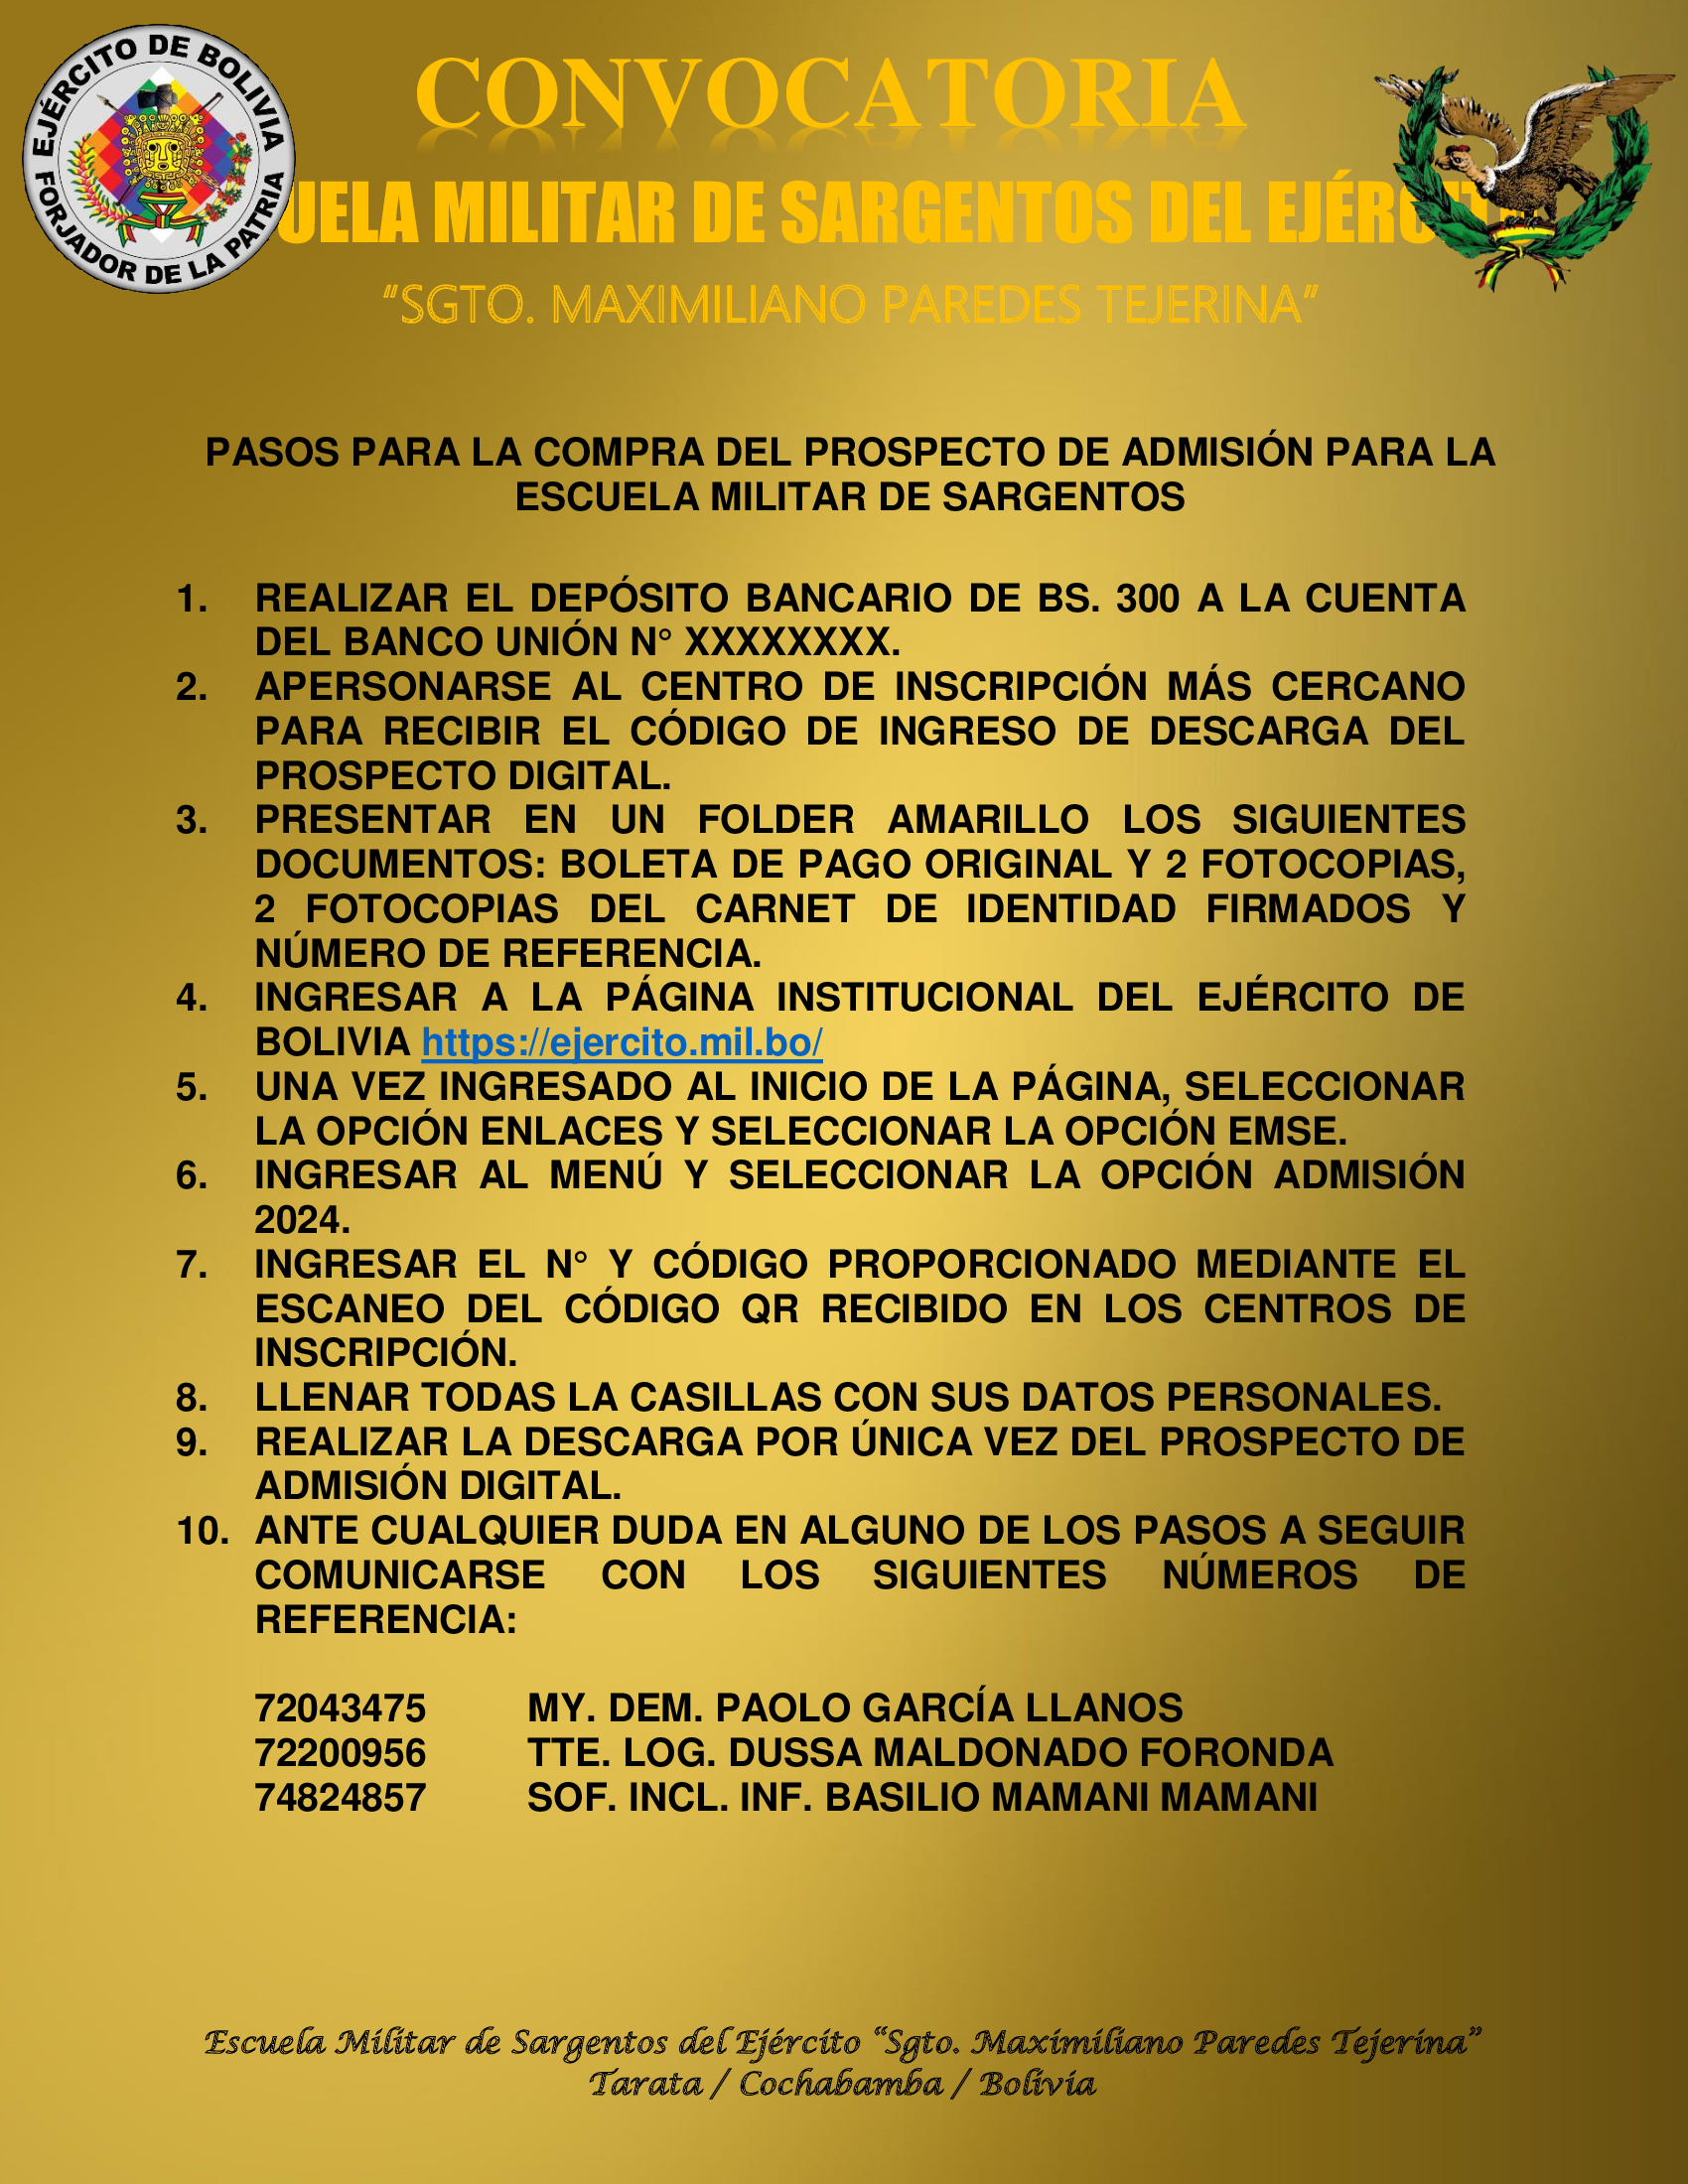 EJÉRCITO DE BOLIVIA
FORJADOR DE LA PATRIA
CONVOCATORIA
UELA MILITAR DE SARGENTOS DEL EJÉRCIT
“SGTO. MAXIMILIANO PAREDES TEJERINA”
PASOS PARA LA COMPRA DEL PROSPECTO DE ADMISIÓN PARA LA
ESCUELA MILITAR DE SARGENTOS
1. REALIZAR EL DEPÓSITO BANCARIO DE BS. 300 A LA CUENTA
DEL BANCO UNIÓN N° XXXXXXXX.
2. APERSONARSE AL CENTRO DE INSCRIPCIÓN MÁS CERCANO
PARA RECIBIR EL CÓDIGO DE INGRESO DE DESCARGA DEL
PROSPECTO DIGITAL.
3. PRESENTAR EN UN FOLDER AMARILLO LOS SIGUIENTES
DOCUMENTOS: BOLETA DE PAGO ORIGINAL Y 2 FOTOCOPIAS,
2 FOTOCOPIAS DEL CARNET DE IDENTIDAD FIRMADOS Y
NÚMERO DE REFERENCIA.
4. INGRESAR A LA PÁGINA INSTITUCIONAL DEL EJÉRCITO DE
BOLIVIA https://ejercito.mil.bo/
5. UNA VEZ INGRESADO AL INICIO DE LA PÁGINA, SELECCIONAR
LA OPCIÓN ENLACES Y SELECCIONAR LA OPCIÓN EMSE.
6. INGRESAR AL MENÚ Y SELECCIONAR LA OPCIÓN ADMISIÓN
2024.
7. INGRESAR EL N° Y CÓDIGO PROPORCIONADO MEDIANTE EL
ESCANEO DEL CÓDIGO QR RECIBIDO EN LOS CENTROS DE
INSCRIPCIÓN.
8. LLENAR TODAS LA CASILLAS CON SUS DATOS PERSONALES.
9. REALIZAR LA DESCARGA POR ÚNICA VEZ DEL PROSPECTO DE
ADMISIÓN DIGITAL.
10. ANTE CUALQUIER DUDA EN ALGUNO DE LOS PASOS A SEGUIR
COMUNICARSE CON LOS SIGUIENTES NÚMEROS DE
REFERENCIA:
72043475 MY. DEM. PAOLO GARCÍA LLANOS
72200956 TTE. LOG. DUSSA MALDONADO FORONDA
74824857 SOF. INCL. INF. BASILIO MAMANI MAMANI
Escuela Militar de Sargentos del Ejército “Sgto. Maximiliano Paredes Tejerina”
Tarata / Cochabamba / Bolivia